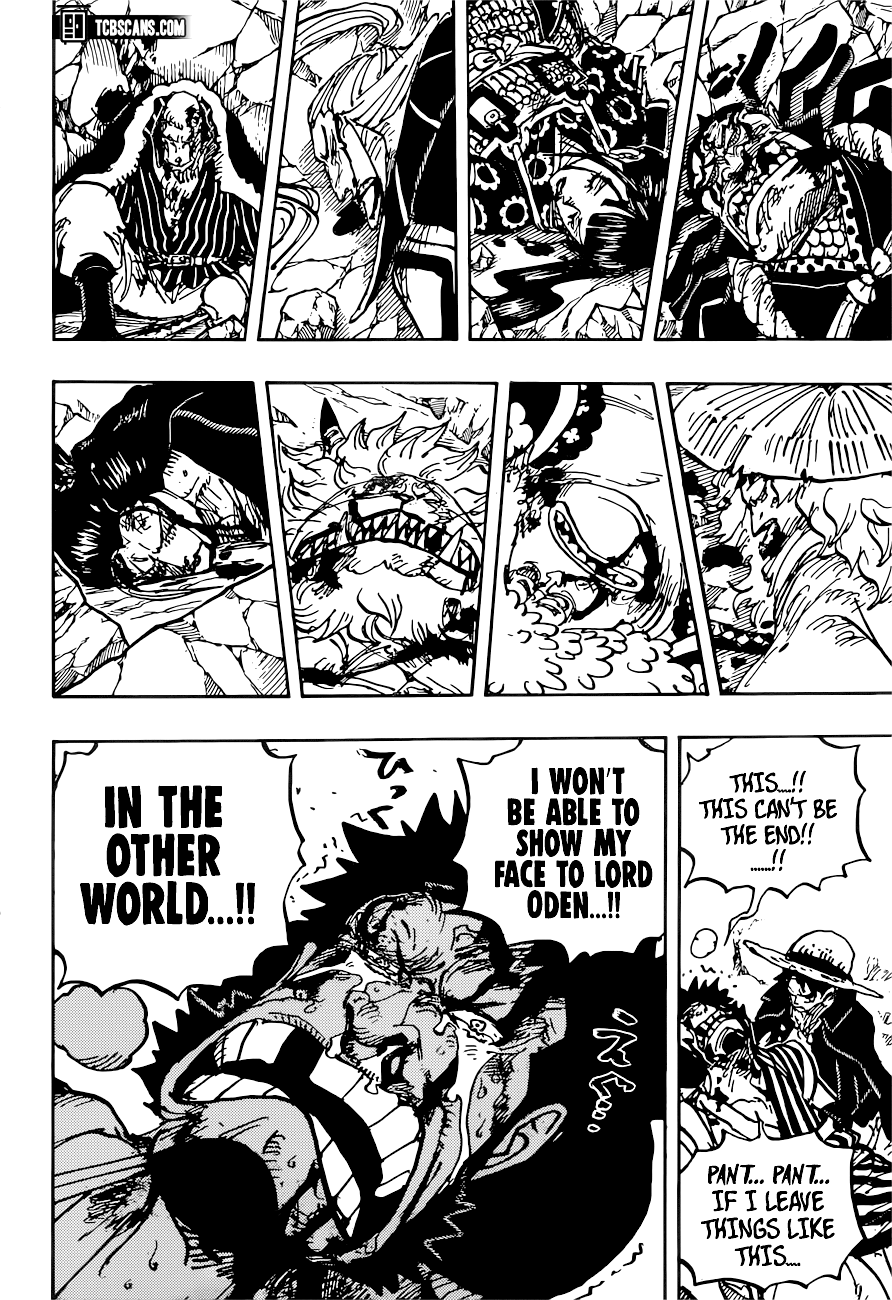 TCBSCANS.COM
THIS...!!
THIS CAN'T BE
THE END!!
......!!
PANT... PANT...
IF I LEAVE
THINGS LIKE
THIS....
I WON'T
BE ABLE TO
SHOW MY
FACE TO LORD
ODEN...!!
IN THE
OTHER
WORLD...!!